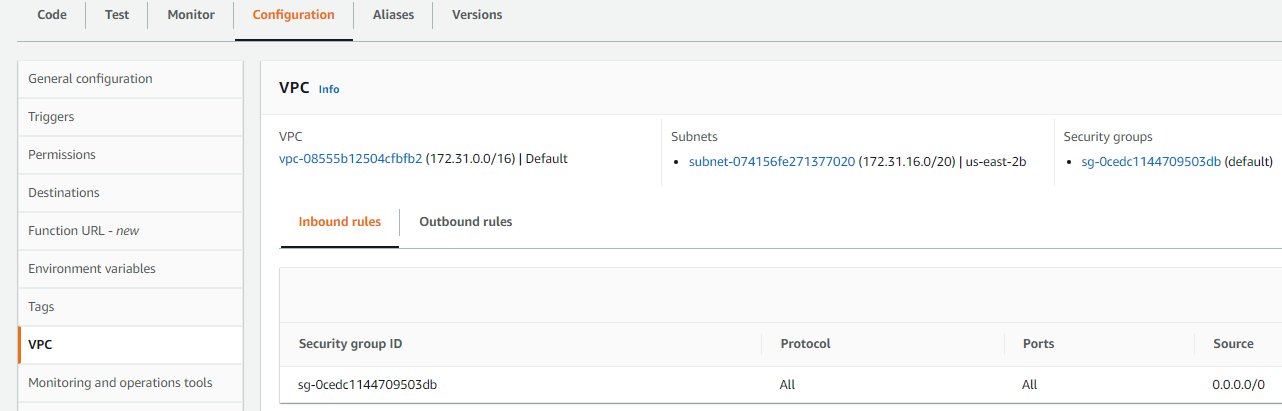 Code Test Monitor Configuration Aliases Versions
General configuration
Triggers
Permissions
Destinations
Function URL - new
Environment variables
Tags
VPC
Monitoring and operations tools
VPC Info
VPC
vpc-08555b12504cfbfb2 (172.31.0.0/16) | Default
Subnets
subnet-074156fe271377020 (172.31.16.0/20) | us-east-2b
Security groups
sg-0cedc1144709503db (default)
Inbound rules Outbound rules
Security group ID Protocol Ports Source
sg-0cedc1144709503db All All 0.0.0.0/0